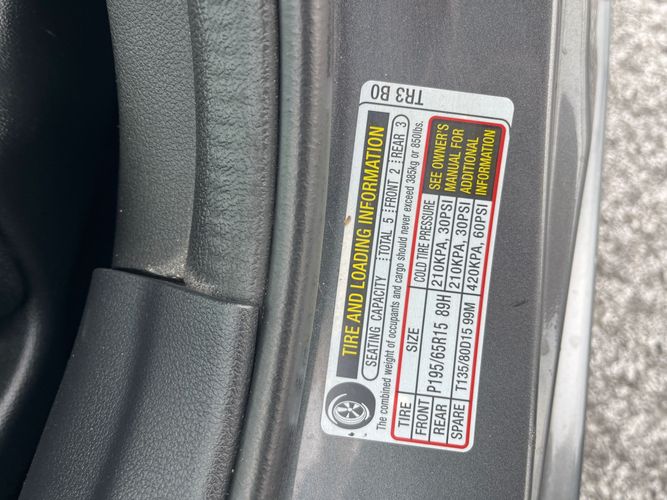 TR3 B0
TIRE AND LOADING INFORMATION
SEATING CAPACITY TOTAL 5 FRONT 2 REAR 3
The combined weight of occupants and cargo should never exceed 385kg or 850lbs.
TIRE SIZE COLD TIRE PRESSURE
FRONT P195/65R15 89H 210KPA, 30PSI
REAR 210KPA, 30PSI
SPARE T135/80D15 99M 420KPA, 60PSI
SEE OWNER'S
MANUAL FOR
ADDITIONAL
INFORMATION